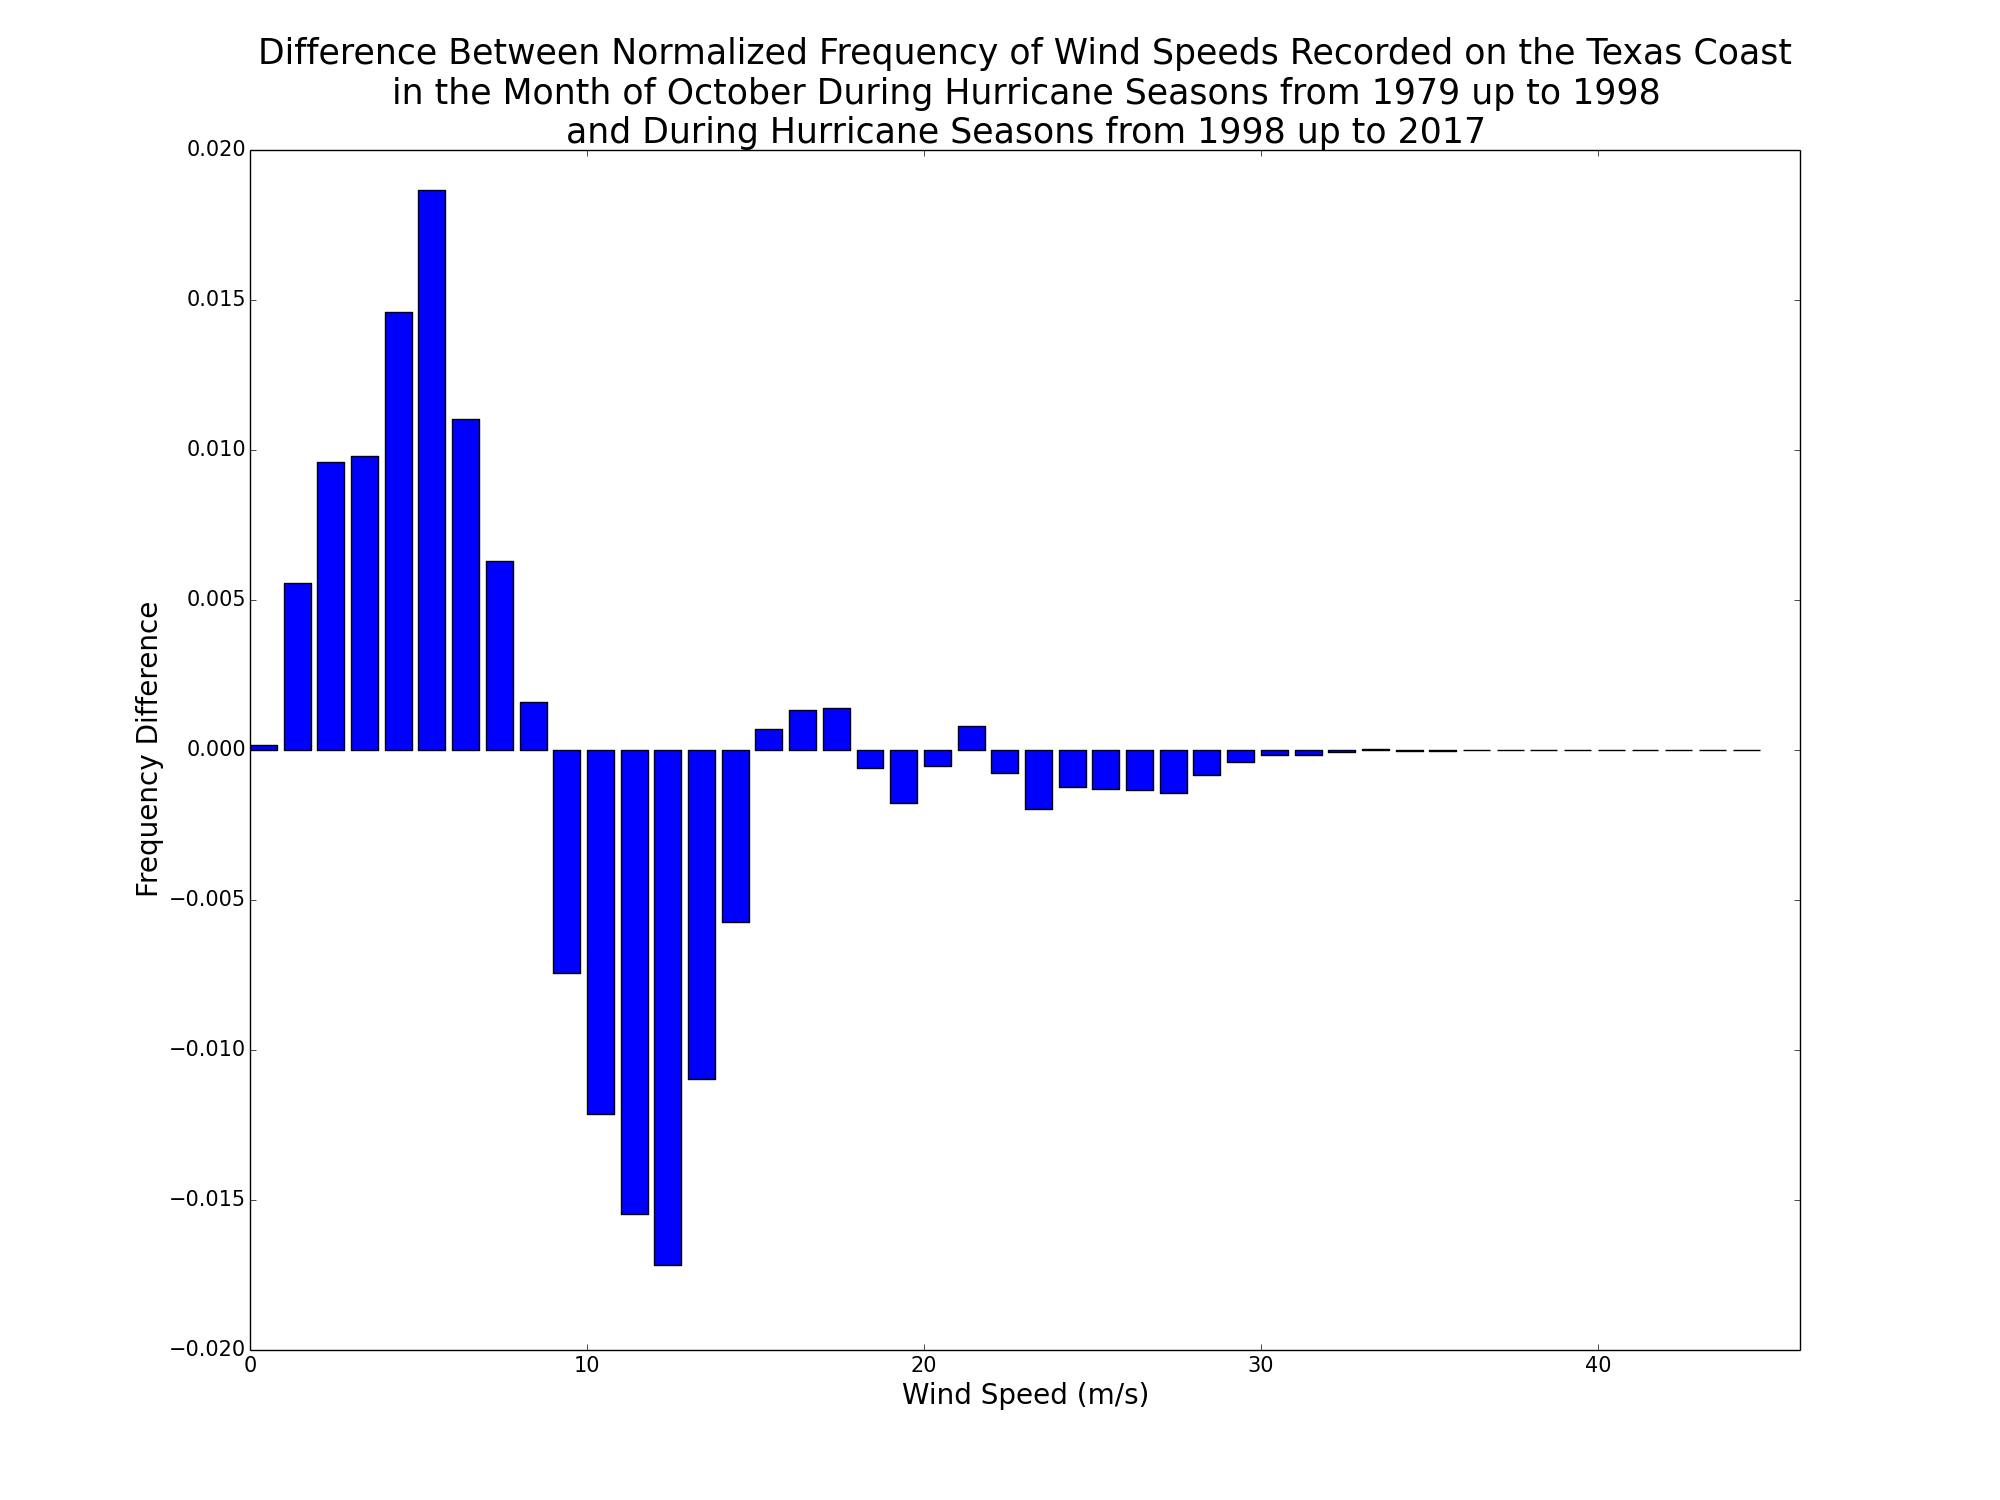 Difference Between Normalized Frequency of Wind Speeds Recorded on the Texas Coast
in the Month of October During Hurricane Seasons from 1979 up to 1998
and During Hurricane Seasons from 1998 up to 2017
0.020
0.015
0.010
0.005
0.000
−0.005
−0.010
−0.015
−0.020
Frequency Difference
0 10 20 30 40
Wind Speed (m/s)